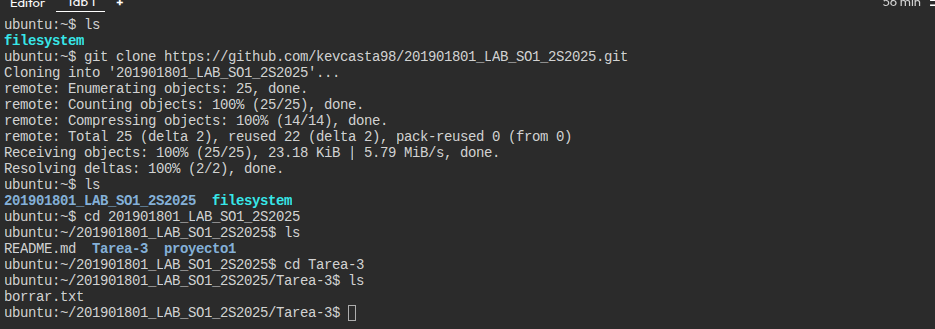 Editor Tab 1 + 56 min
ubuntu:~$ ls
filesystem
ubuntu:~$ git clone https://github.com/kevcasta98/201901801_LAB_SO1_2S2025.git
Cloning into '201901801_LAB_SO1_2S2025'...
remote: Enumerating objects: 25, done.
remote: Counting objects: 100% (25/25), done.
remote: Compressing objects: 100% (14/14), done.
remote: Total 25 (delta 2), reused 22 (delta 2), pack-reused 0 (from 0)
Receiving objects: 100% (25/25), 23.18 KiB | 5.79 MiB/s, done.
Resolving deltas: 100% (2/2), done.
ubuntu:~$ ls
201901801_LAB_SO1_2S2025  filesystem
ubuntu:~$ cd 201901801_LAB_SO1_2S2025
ubuntu:~/201901801_LAB_SO1_2S2025$ ls
README.md  Tarea-3  proyecto1
ubuntu:~/201901801_LAB_SO1_2S2025$ cd Tarea-3
ubuntu:~/201901801_LAB_SO1_2S2025/Tarea-3$ ls
borrar.txt
ubuntu:~/201901801_LAB_SO1_2S2025/Tarea-3$